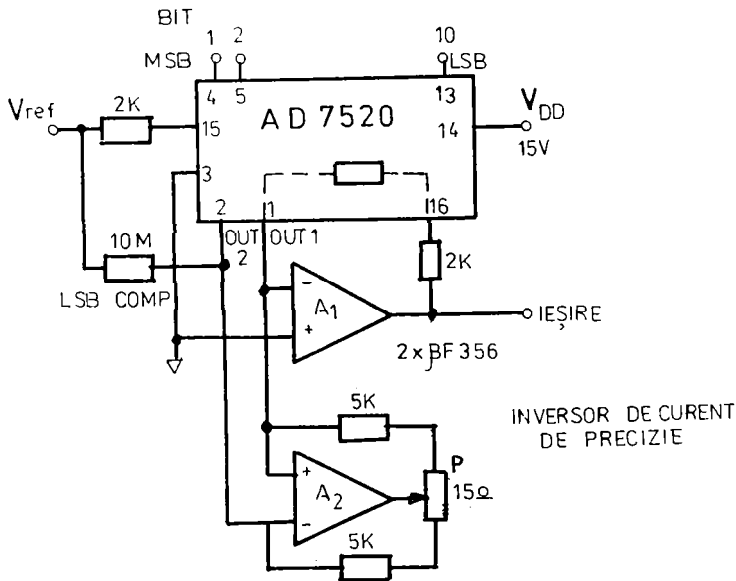 BIT
1 2 10
MSB LSB
4 5 13
Vref 2K 15 AD 7520 14 VDD
15V
3
2 1 16
OUT 2 OUT 1
10M
LSB COMP
2K
- A1 +
IEȘIRE
2 x βF 356
5K
INVERSOR DE CURENT
DE PRECIZIE
+ A2 -
P
15Ω
5K